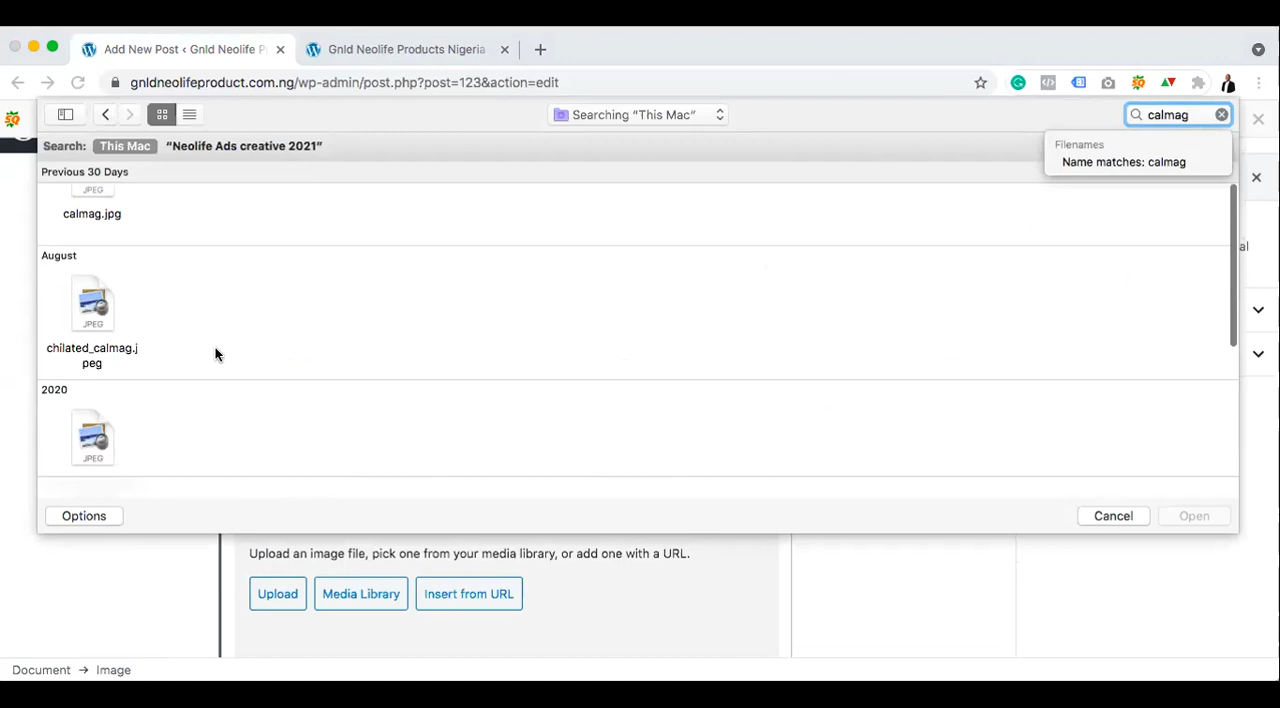 Add New Post ‹ Gnld Neolife P
Gnld Neolife Products Nigeria
gnldneolifeproduct.com.ng/wp-admin/post.php?post=123&action=edit
Searching “This Mac”
calmag
Search: This Mac “Neolife Ads creative 2021”
Filenames
Name matches: calmag
Previous 30 Days
JPEG
calmag.jpg
al
August
JPEG
chilated_calmag.j
peg
2020
JPEG
Options
Cancel
Open
Upload an image file, pick one from your media library, or add one with a URL.
Upload
Media Library
Insert from URL
Document → Image